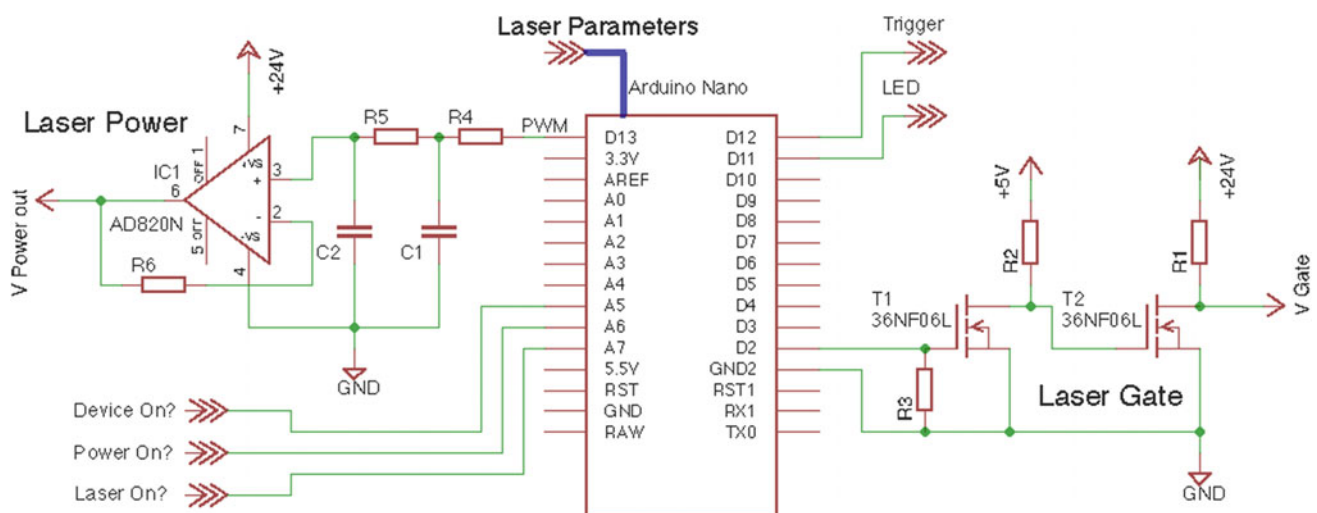 Laser Parameters
Trigger
LED
Arduino Nano
+24V
Laser Power
R5
R4
PWM
IC1
AD820N
OFF 1
5 OFF
7
+VS
+
3
6
2
-
-VS
4
V Power out
R6
C2
C1
GND
D13
3.3V
AREF
A0
A1
A2
A3
A4
A5
A6
A7
5.5V
RST
GND
RAW
D12
D11
D10
D9
D8
D7
D6
D5
D4
D3
D2
GND2
RST1
RX1
TX0
+5V
+24V
R2
R1
T1
36NF06L
T2
36NF06L
V Gate
R3
Laser Gate
GND
Device On?
Power On?
Laser On?